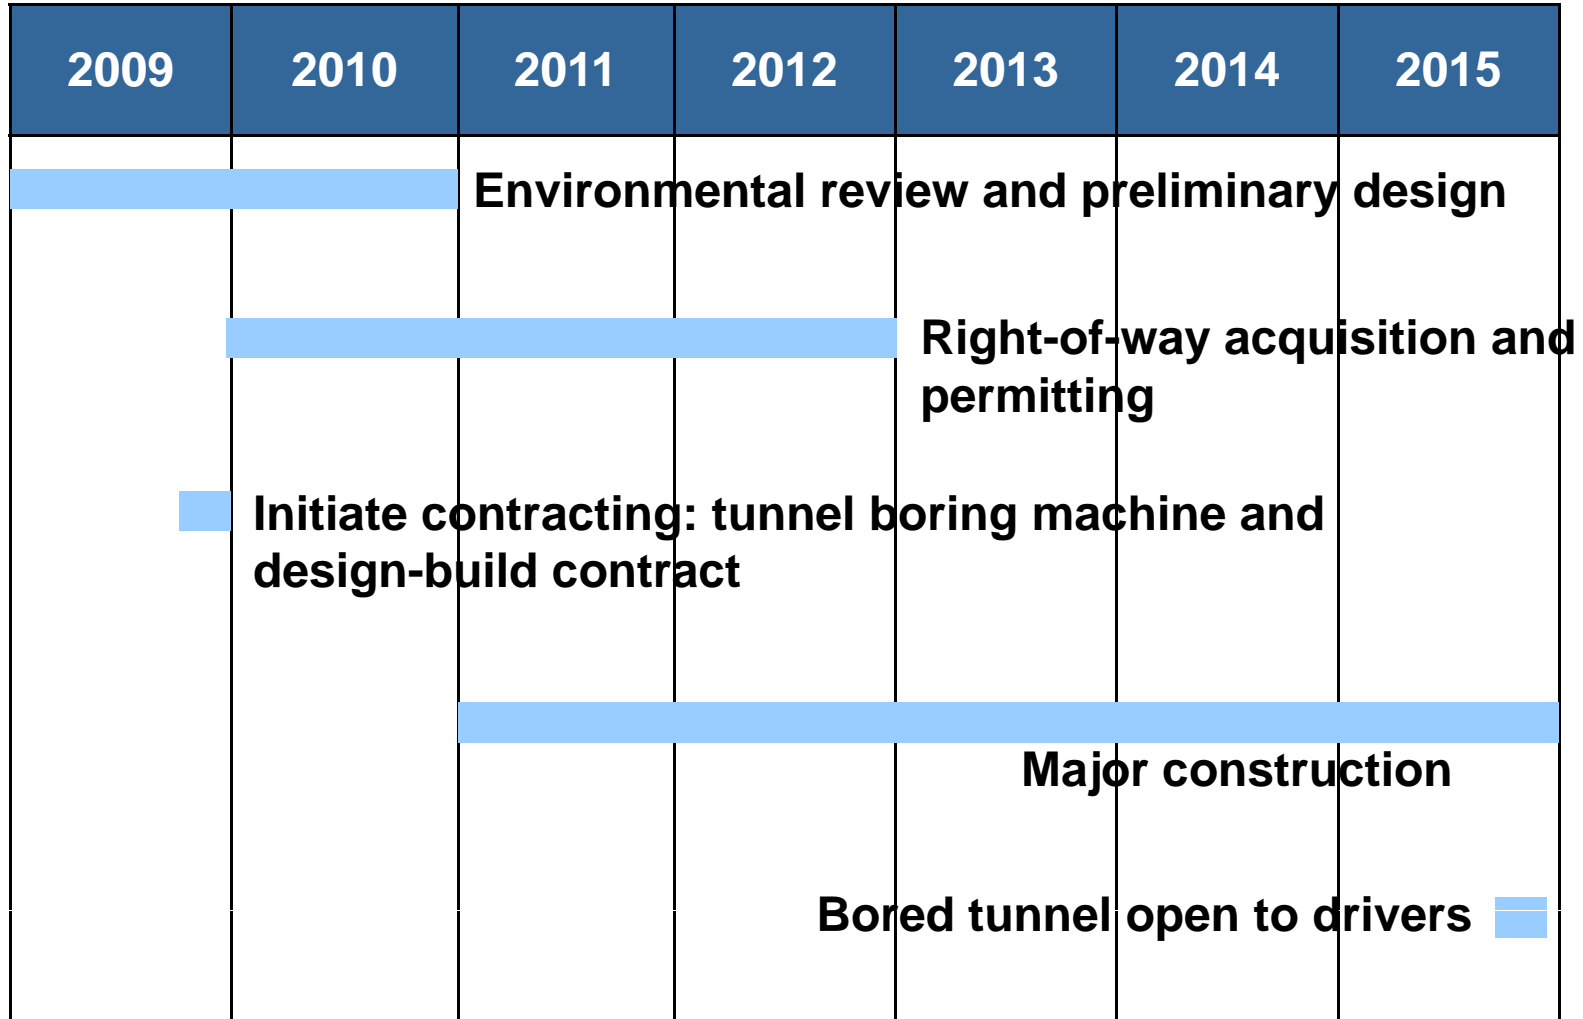 2009 2010 2011 2012 2013 2014 2015
Environmental review and preliminary design
Right-of-way acquisition and
permitting
Initiate contracting: tunnel boring machine and
design-build contract
Major construction
Bored tunnel open to drivers